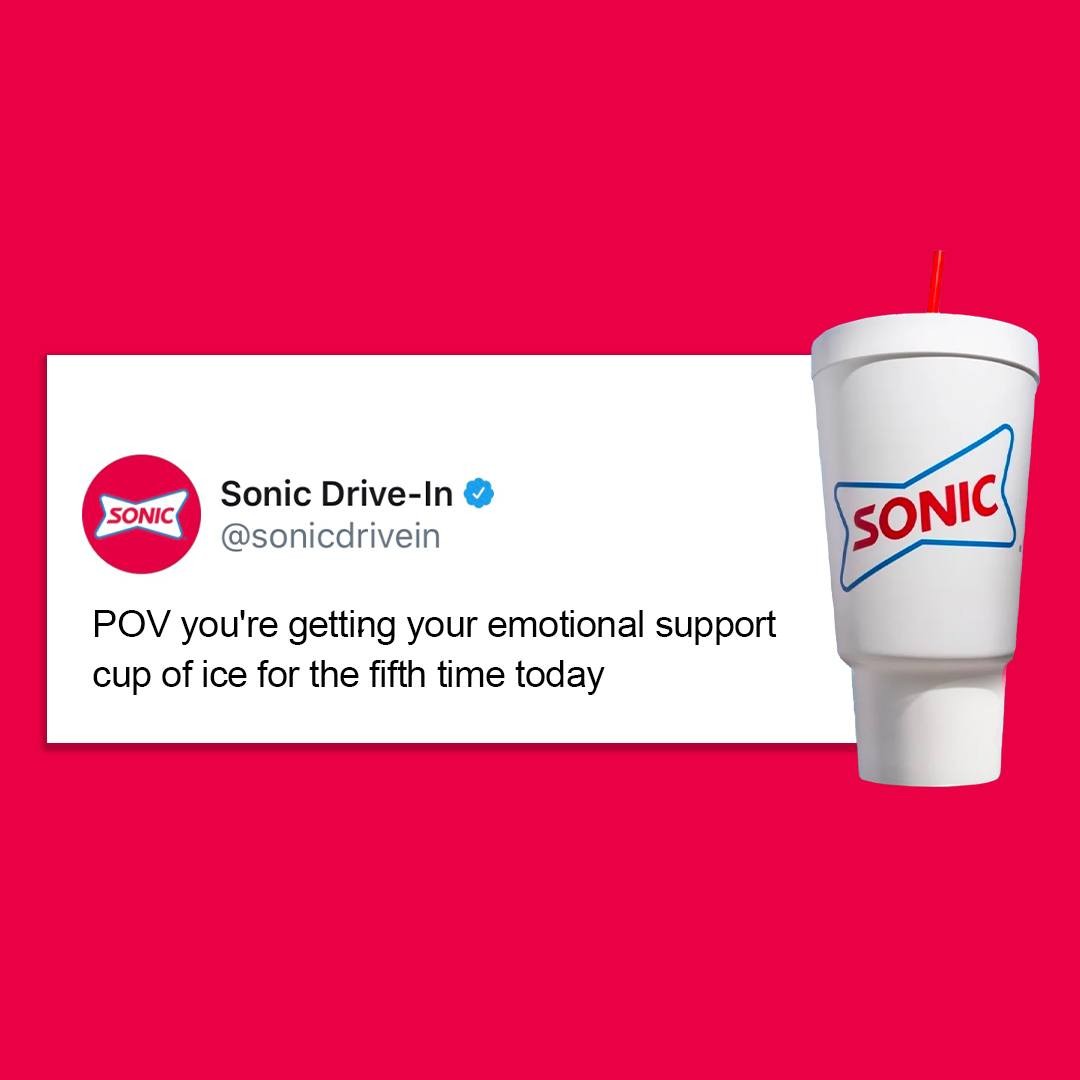 SONIC
Sonic Drive-In
@sonicdrivein
POV you're getting your emotional support
cup of ice for the fifth time today
SONIC